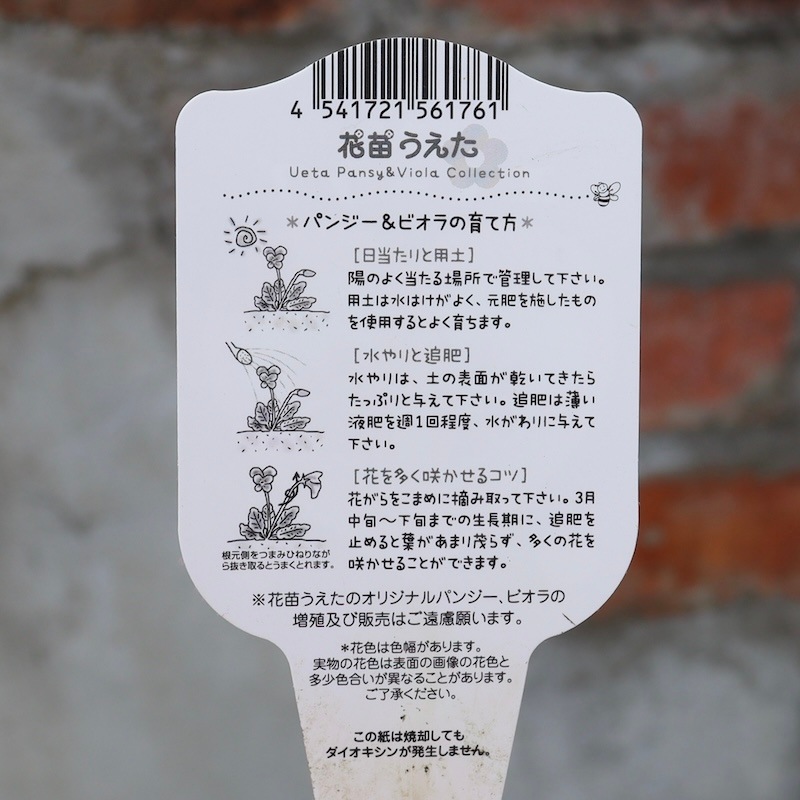 4 541721 561761
花苗うえた
Ueta Pansy&Viola Collection
*パンジー&ビオラの育て方*
[日当たりと用土]
陽のよく当たる場所で管理して下さい。
用土は水はけがよく、元肥を施したもの
を使用するとよく育ちます。
[水やりと追肥]
水やりは、土の表面が乾いてきたら
たっぷりと与えて下さい。追肥は薄い
液肥を週1回程度、水がわりに与えて
下さい。
[花を多く咲かせるコツ]
花がらをこまめに摘み取って下さい。3月
中旬〜下旬までの生長期に、追肥を
止めると葉があまり茂らず、多くの花を
咲かせることができます。
根元側をつまみひねりなが
ら抜き取るとうまくとれます。
※花苗うえたのオリジナルパンジー、ビオラの
増殖及び販売はご遠慮願います。
*花色は色幅があります。
実物の花色は表面の画像の花色と
多少色合いが異なることがあります。
ご了承ください。
この紙は焼却しても
ダイオキシンが発生しません。